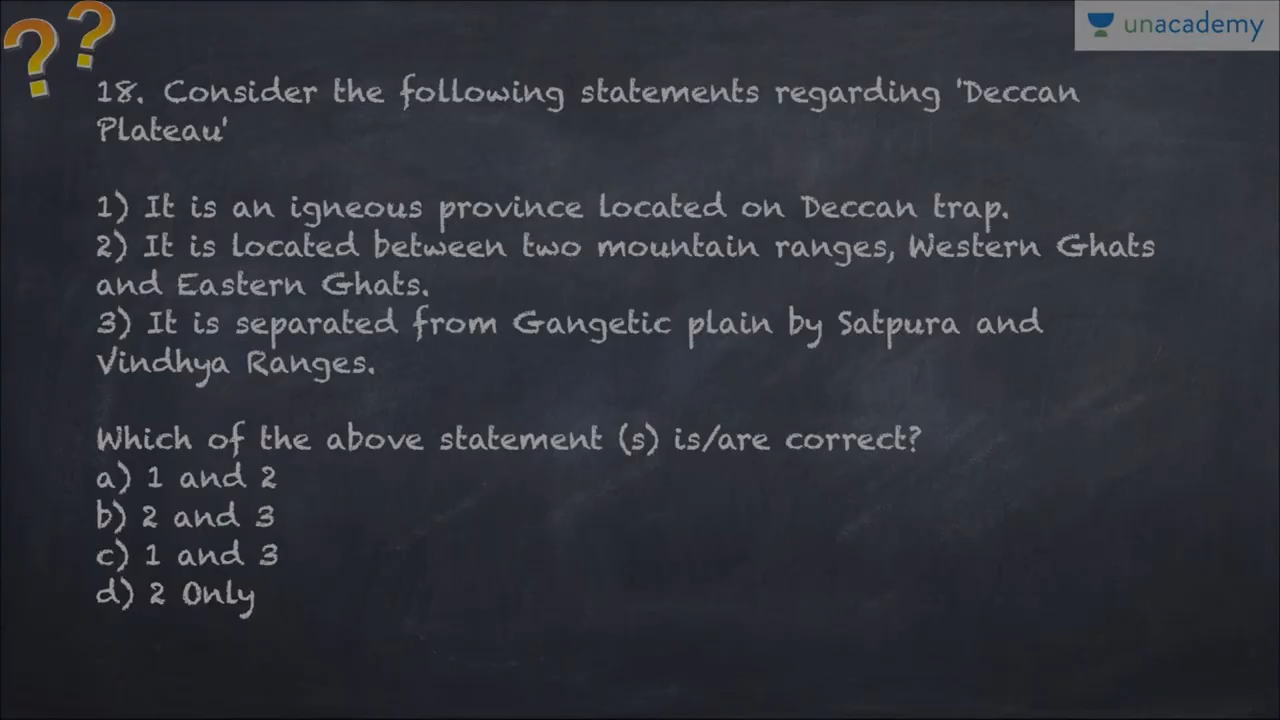 ??
unacademy
18. Consider the following statements regarding 'Deccan
Plateau'
1) It is an igneous province located on Deccan trap.
2) It is located between two mountain ranges, Western Ghats
and Eastern Ghats.
3) It is separated from Gangetic plain by Satpura and
Vindhya Ranges.
Which of the above statement (s) is/are correct?
a) 1 and 2
b) 2 and 3
c) 1 and 3
d) 2 Only